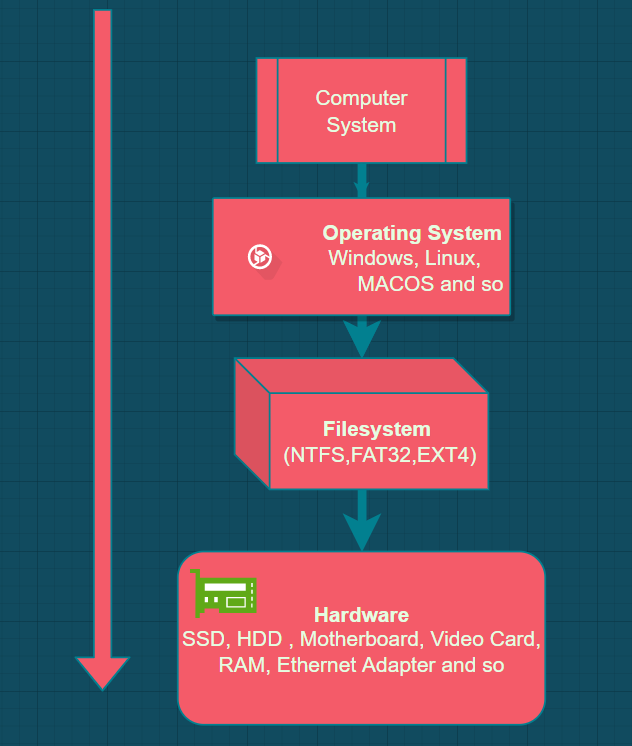 Computer
System
Operating System
Windows, Linux,
MACOS and so
Filesystem
(NTFS,FAT32,EXT4)
Hardware
SSD, HDD , Motherboard, Video Card,
RAM, Ethernet Adapter and so